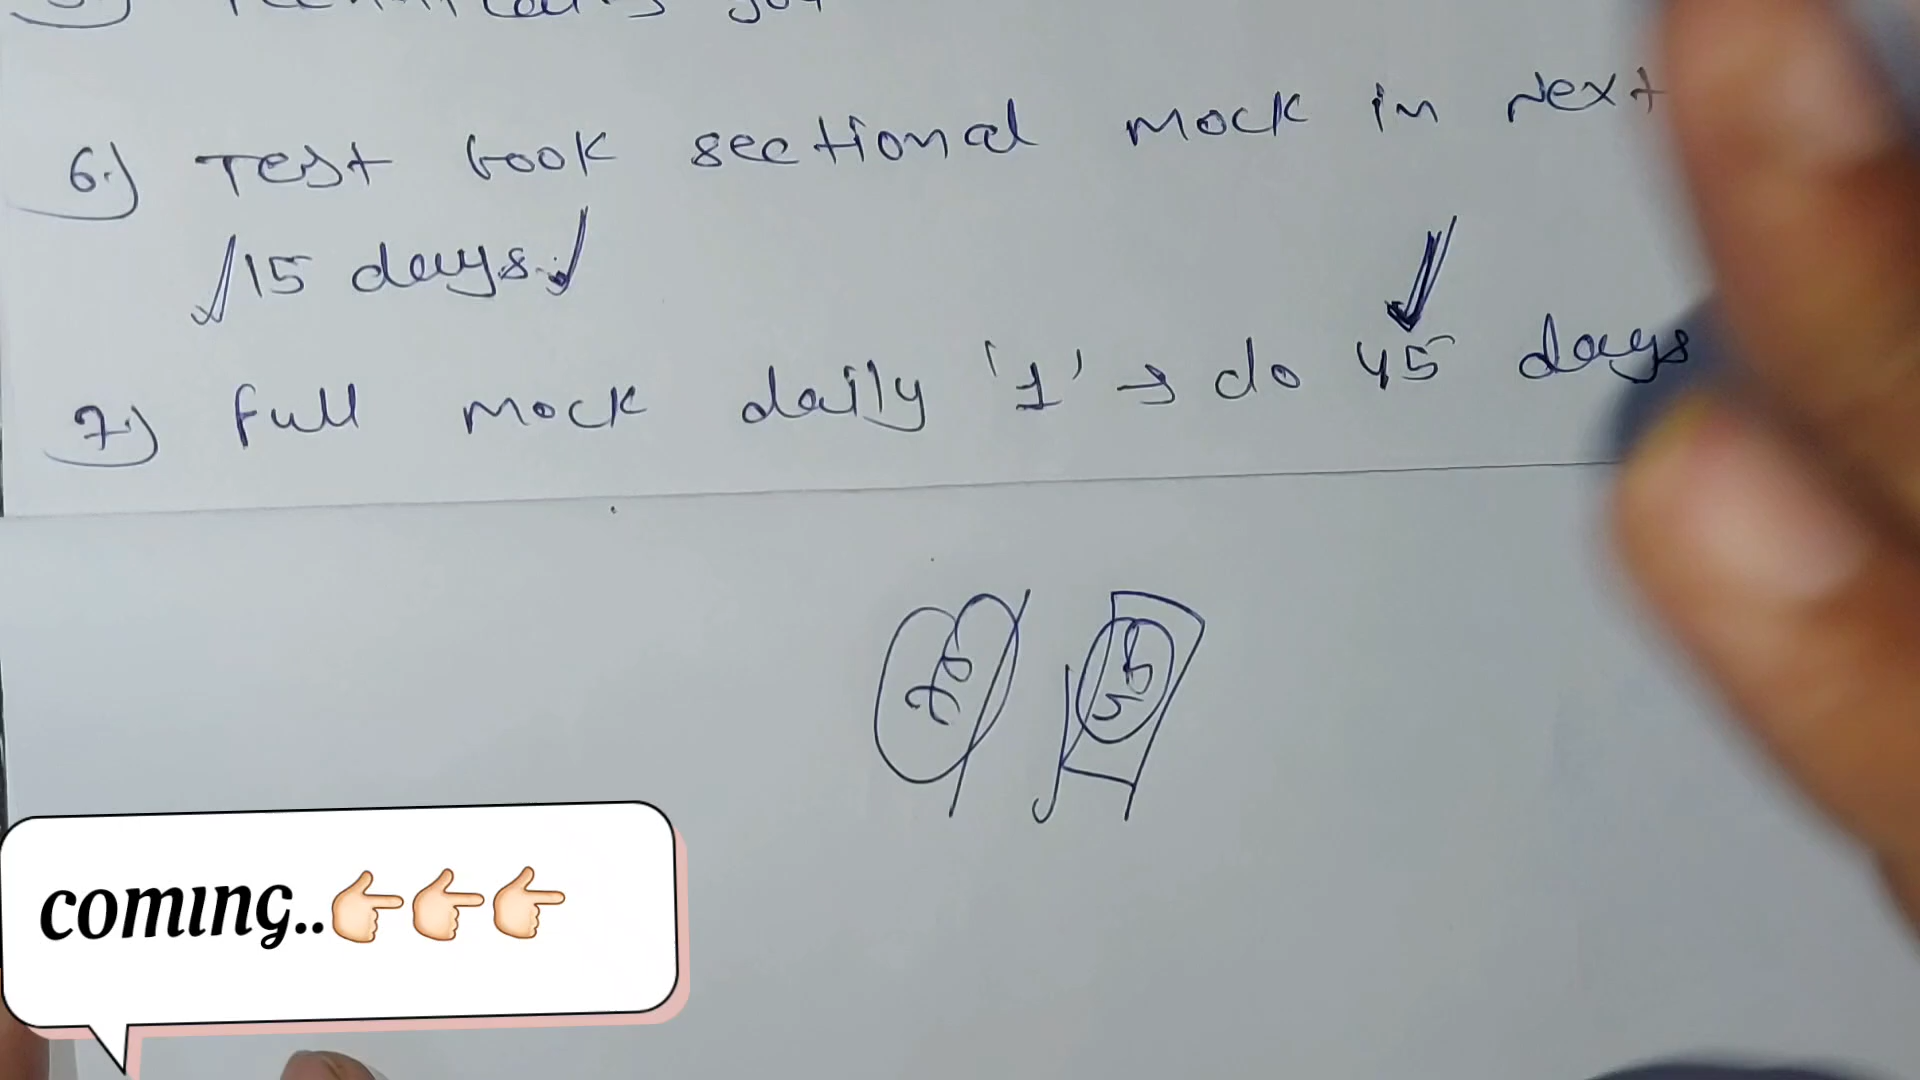 6.) Test book sectional mock in Next
15 days.
7.) full mock daily '1' → do 45 days
coming..👉🏻👉🏻👉🏻